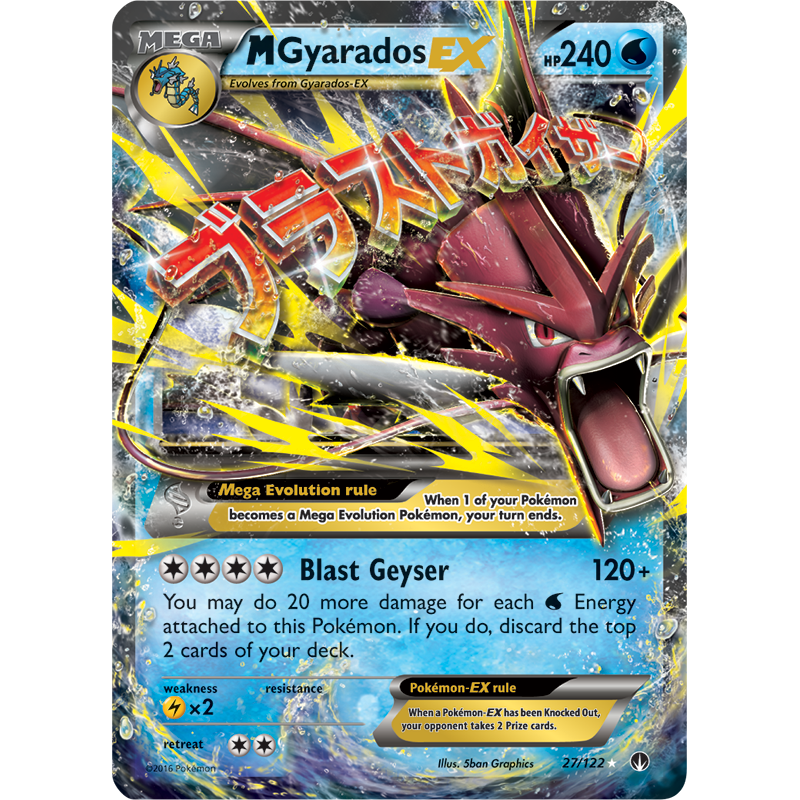 MEGA
MGyaradosEX
HP240
Evolves from Gyarados-EX
ブラストガイザー
Mega Evolution rule
When 1 of your Pokémon
becomes a Mega Evolution Pokémon, your turn ends.
Blast Geyser 120+
You may do 20 more damage for each Energy
attached to this Pokémon. If you do, discard the top
2 cards of your deck.
weakness resistance
×2
Pokémon-EX rule
When a Pokémon-EX has been Knocked Out,
your opponent takes 2 Prize cards.
retreat
©2016 Pokémon
Illus. 5ban Graphics
27/122